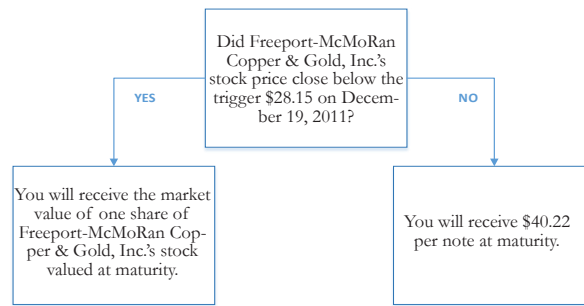 Did Freeport-McMoRan
Copper & Gold, Inc.'s
stock price close below the
trigger $28.15 on Decem-
ber 19, 2011?
YES
NO
You will receive the market
value of one share of
Freeport-McMoRan Cop-
per & Gold, Inc.'s stock
valued at maturity.
You will receive $40.22
per note at maturity.